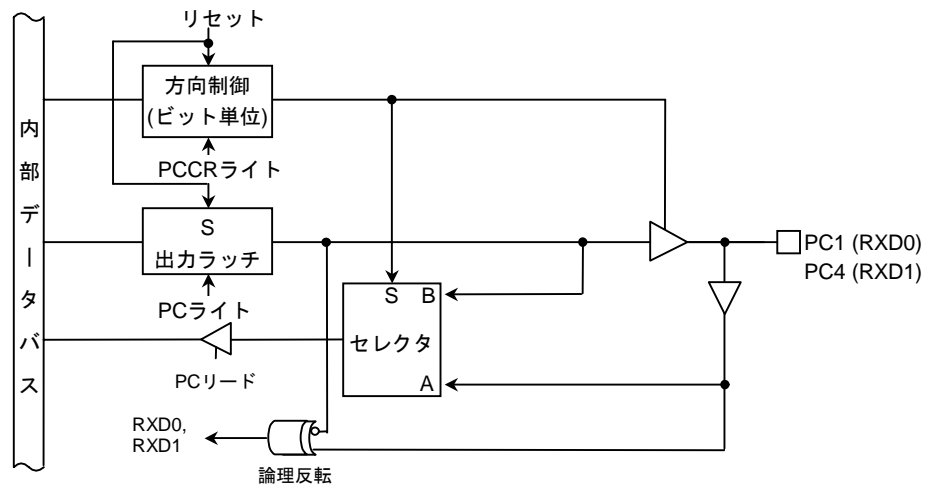 リセット
内部データバス
方向制御
(ビット単位)
PCCRライト
S
出力ラッチ
PCライト
PC1 (RXD0)
PC4 (RXD1)
S B
セレクタ
A
PCリード
RXD0,
RXD1
論理反転